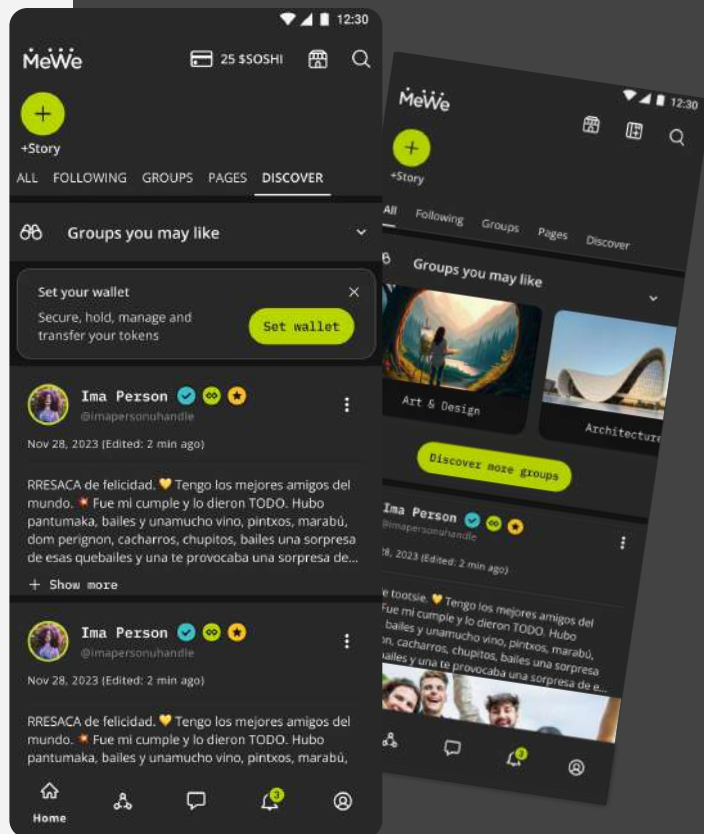 12:30
MeWe
25 $SOSHI
+Story
ALL FOLLOWING GROUPS PAGES DISCOVER
Groups you may like
Set your wallet
Secure, hold, manage and
transfer your tokens
Set wallet
Ima Person
@imapersonuhandle
Nov 28, 2023 (Edited: 2 min ago)
RRESACA de felicidad. 💛 Tengo los mejores amigos del
mundo. 💥 Fue mi cumple y lo dieron TODO. Hubo
pantumaka, bailes y unamucho vino, pintxos, marabú,
dom perignon, cacharros, chupitos, bailes una sorpresa
de esas quebailes y una te provocaba una sorpresa de...
+ Show more
Ima Person
@imapersonuhandle
Nov 28, 2023 (Edited: 2 min ago)
RRESACA de felicidad. 💛 Tengo los mejores amigos del
mundo. 💥 Fue mi cumple y lo dieron TODO. Hubo
pantumaka, bailes y unamucho vino, pintxos, marabú,
3
Home
12:30
MeWe
+Story
All Following Groups Pages Discover
Groups you may like
Art & Design
Architecture
Discover more groups
Ima Person
@imapersonuhandle
28, 2023 (Edited: 2 min ago)
e tootsie. 💛 Tengo los mejores amigos del
Fue mi cumple y lo dieron TODO. Hubo
bailes y unamucho vino, pintxos, marabú,
on, cacharros, chupitos, bailes una sorpresa
bailes y una te provocaba una sorpresa de e...
3